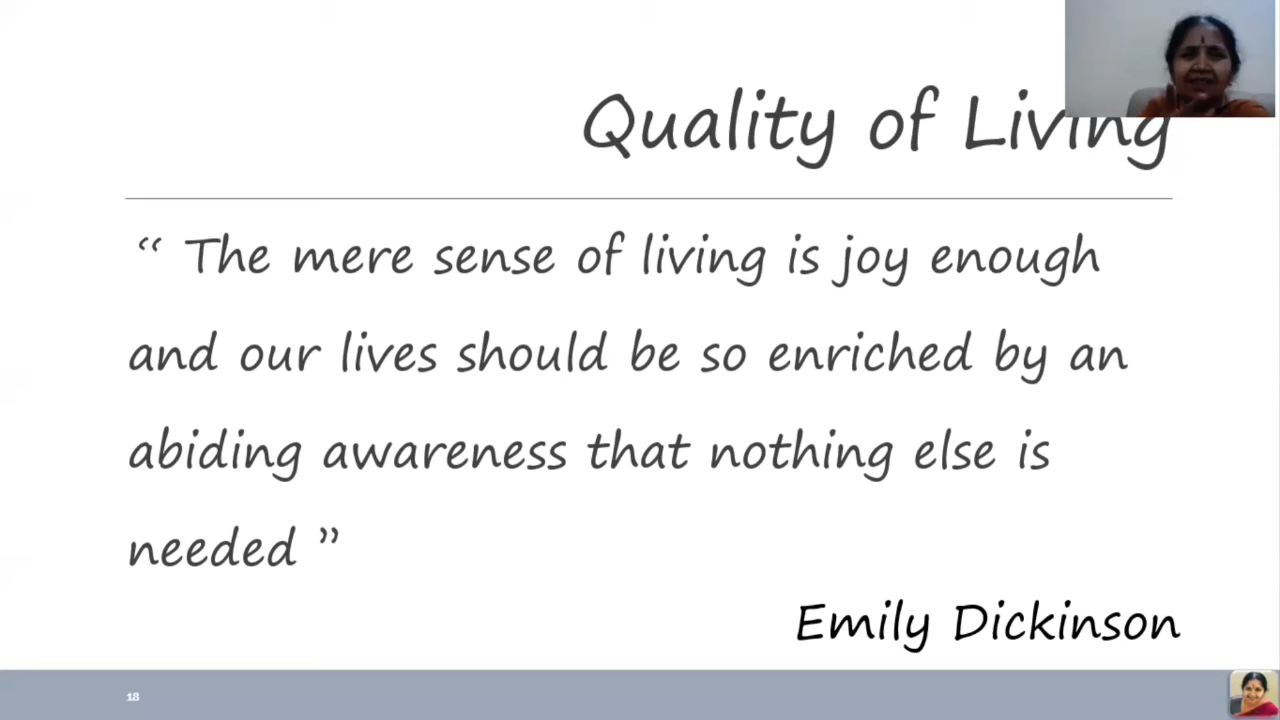 Quality of Living
“ The mere sense of living is joy enough
and our lives should be so enriched by an
abiding awareness that nothing else is
needed ”
Emily Dickinson
18